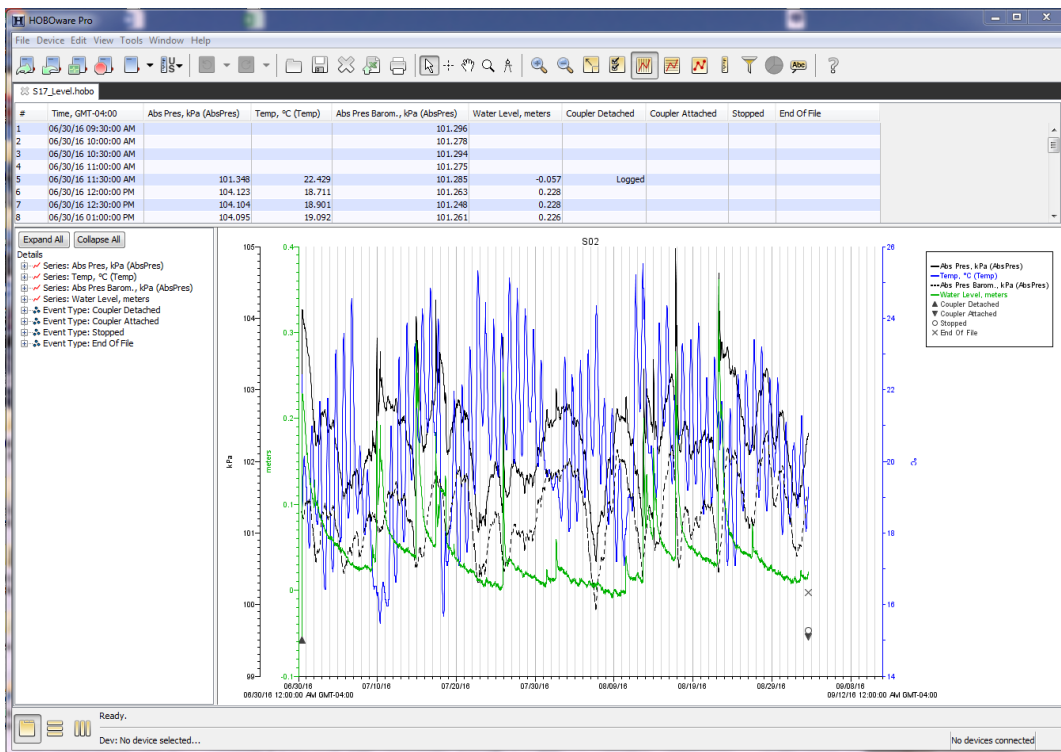 HOBOware Pro
File Device Edit View Tools Window Help
S17_Level.hobo
# Time, GMT-04:00 Abs Pres, kPa (AbsPres) Temp, °C (Temp) Abs Pres Barom., kPa (AbsPres) Water Level, meters Coupler Detached Coupler Attached Stopped End Of File
1 06/30/16 09:30:00 AM 101.296
2 06/30/16 10:00:00 AM 101.278
3 06/30/16 10:30:00 AM 101.294
4 06/30/16 11:00:00 AM 101.275
5 06/30/16 11:30:00 AM 101.348 22.429 101.285 -0.057 Logged
6 06/30/16 12:00:00 PM 104.123 18.711 101.263 0.228
7 06/30/16 12:30:00 PM 104.104 18.901 101.248 0.228
8 06/30/16 01:00:00 PM 104.095 19.092 101.261 0.226
Expand All Collapse All
Details
Series: Abs Pres, kPa (AbsPres)
Series: Temp, °C (Temp)
Series: Abs Pres Barom., kPa (AbsPres)
Series: Water Level, meters
Event Type: Coupler Detached
Event Type: Coupler Attached
Event Type: Stopped
Event Type: End Of File
S02
105 0.4 26
104 0.3 24
103 22
0.2
102 20
0.1
101 18
0
100 16
99 -0.1 14
kPa
meters
°C
06/30/16 07/10/16 07/20/16 07/30/16 08/09/16 08/19/16 08/29/16 09/08/16
06/30/16 12:00:00 AM GMT-04:00 09/12/16 12:00:00 AM GMT-04:00
Abs Pres, kPa (AbsPres)
Temp, °C (Temp)
Abs Pres Barom., kPa (AbsPres)
Water Level, meters
Coupler Detached
Coupler Attached
Stopped
End Of File
Ready.
Dev: No device selected...
No devices connected